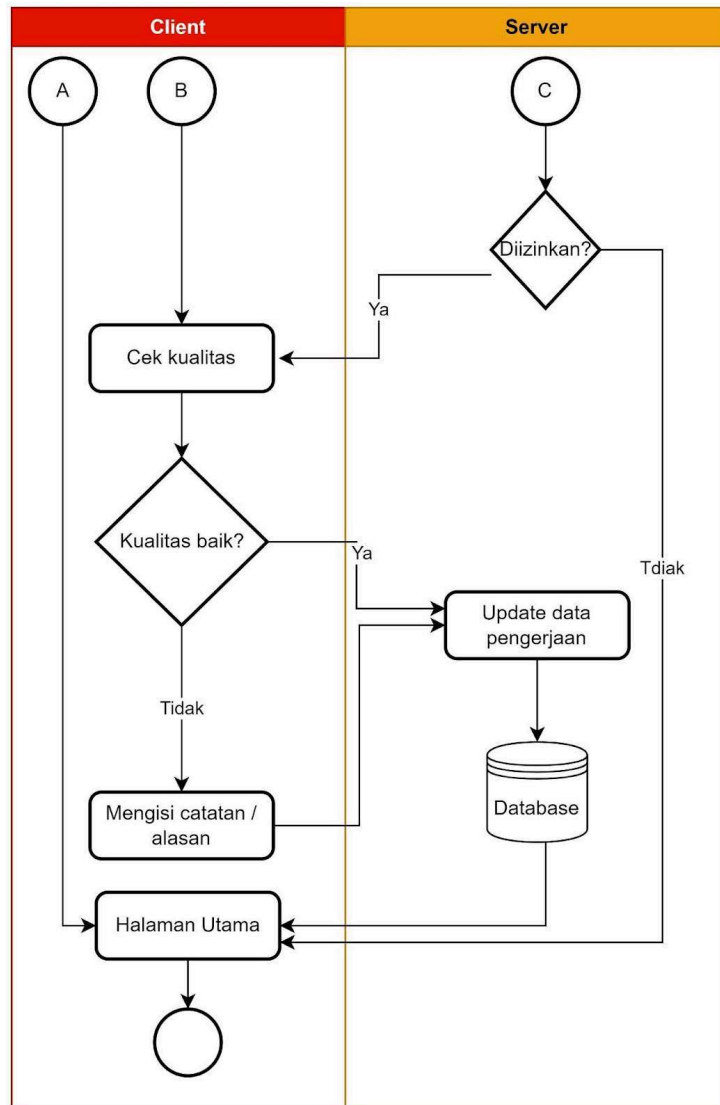 Client
Server
A
B
C
Diizinkan?
Ya
Cek kualitas
Kualitas baik?
Ya
Tdiak
Update data
pengerjaan
Tidak
Database
Mengisi catatan /
alasan
Halaman Utama